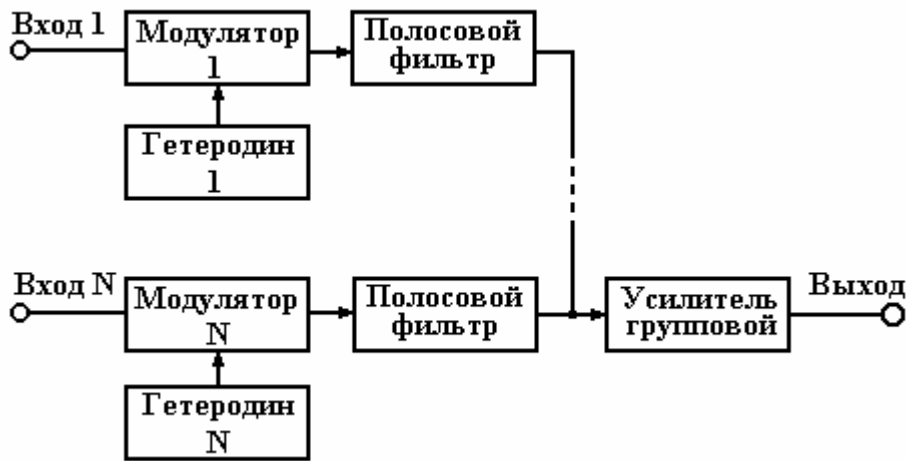 Вход 1
Модулятор
1
Полосовой
фильтр
Гетеродин
1
Вход N
Модулятор
N
Полосовой
фильтр
Усилитель
групповой
Выход
Гетеродин
N